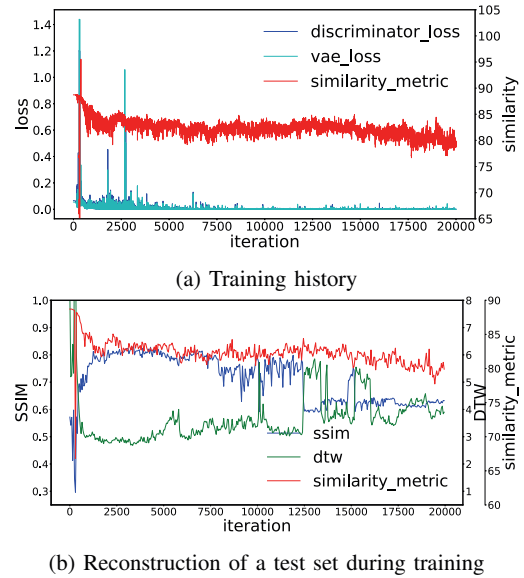 discriminator_loss
vae_loss
similarity_metric
loss
1.4
1.2
1.0
0.8
0.6
0.4
0.2
0.0
105
100
95
90
85
80
75
70
65
similarity
0 2500 5000 7500 10000 12500 15000 17500 20000
iteration
(a) Training history
SSIM
1.0
0.9
0.8
0.7
0.6
0.5
0.4
0.3
8
7
6
5
4
3
2
1
DTW
90
85
80
75
70
65
60
similarity_metric
ssim
dtw
similarity_metric
0 2500 5000 7500 10000 12500 15000 17500 20000
iteration
(b) Reconstruction of a test set during training